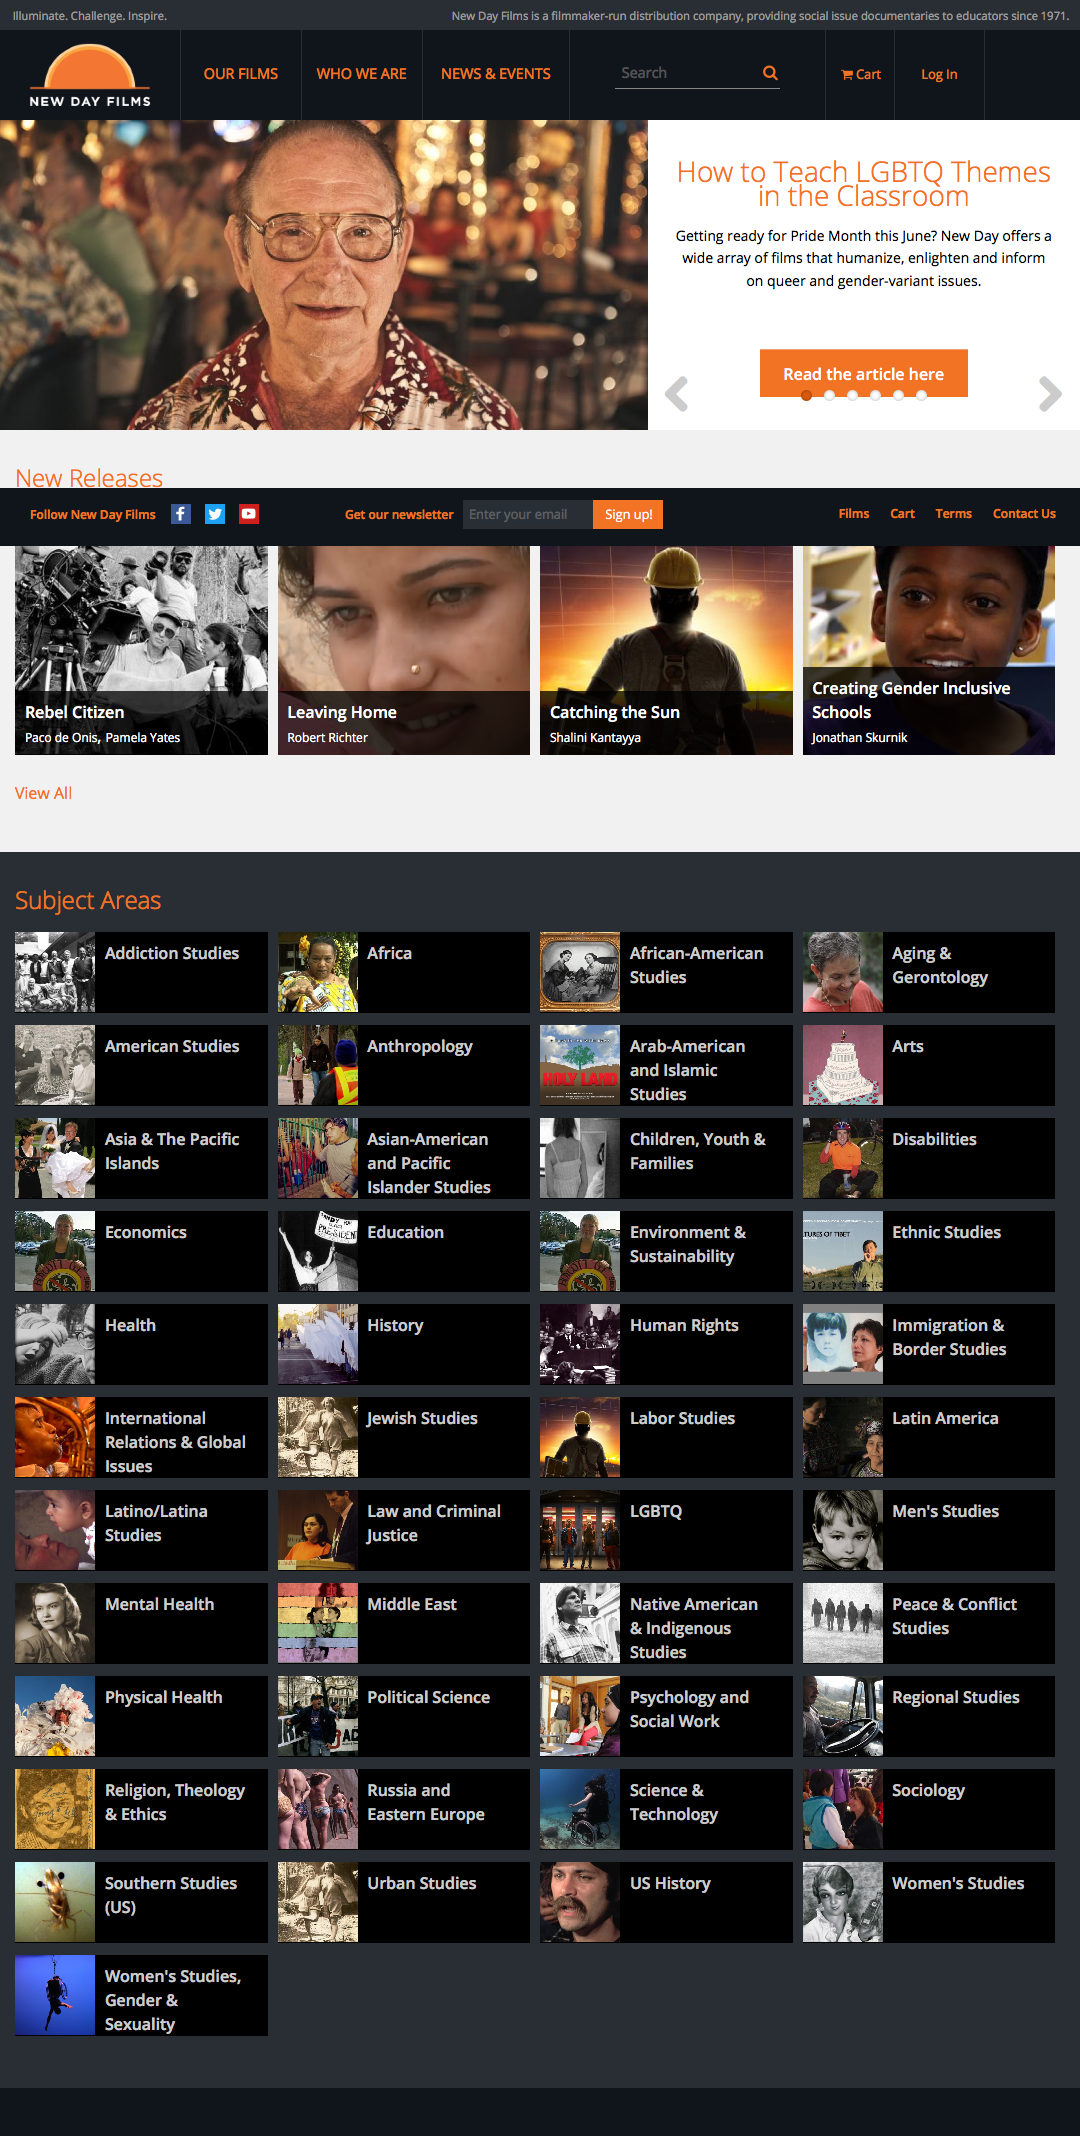 Illuminate. Challenge. Inspire.
New Day Films is a filmmaker-run distribution company, providing social issue documentaries to educators since 1971.
NEW DAY FILMS
OUR FILMS
WHO WE ARE
NEWS & EVENTS
Search
Cart
Log In
How to Teach LGBTQ Themes
in the Classroom
Getting ready for Pride Month this June? New Day offers a
wide array of films that humanize, enlighten and inform
on queer and gender-variant issues.
Read the article here
New Releases
Follow New Day Films
Get our newsletter
Enter your email
Sign up!
Films
Cart
Terms
Contact Us
Rebel Citizen
Paco de Onis, Pamela Yates
Leaving Home
Robert Richter
Catching the Sun
Shalini Kantayya
Creating Gender Inclusive
Schools
Jonathan Skurnik
View All
Subject Areas
Addiction Studies
Africa
African-American
Studies
Aging &
Gerontology
American Studies
Anthropology
HOLY LAND
Arab-American
and Islamic
Studies
Arts
Asia & The Pacific
Islands
Asian-American
and Pacific
Islander Studies
Children, Youth &
Families
Disabilities
Economics
Education
Environment &
Sustainability
TURES OF TIBET
Ethnic Studies
Health
History
Human Rights
Immigration &
Border Studies
International
Relations & Global
Issues
Jewish Studies
Labor Studies
Latin America
Latino/Latina
Studies
Law and Criminal
Justice
LGBTQ
Men's Studies
Mental Health
Middle East
Native American
& Indigenous
Studies
Peace & Conflict
Studies
Physical Health
Political Science
Psychology and
Social Work
Regional Studies
Religion, Theology
& Ethics
Russia and
Eastern Europe
Science &
Technology
Sociology
Southern Studies
(US)
Urban Studies
US History
Women's Studies
Women's Studies,
Gender &
Sexuality